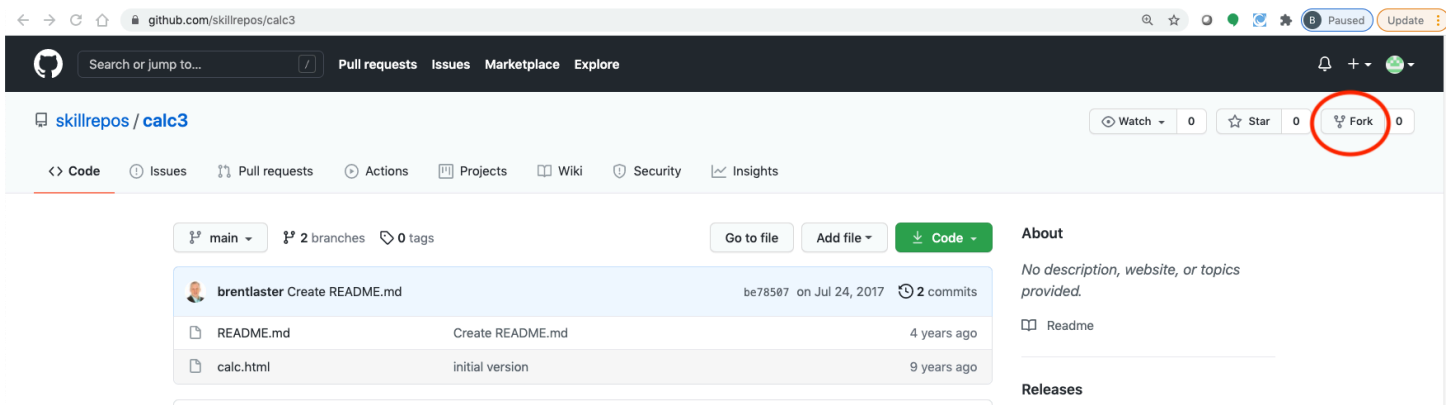 github.com/skillrepos/calc3
B Paused Update
Search or jump to... / Pull requests Issues Marketplace Explore
skillrepos / calc3
Watch 0 Star 0 Fork 0
Code Issues Pull requests Actions Projects Wiki Security Insights
main 2 branches 0 tags Go to file Add file Code
About
No description, website, or topics provided.
brentlaster Create README.md be78507 on Jul 24, 2017 2 commits
Readme
README.md Create README.md 4 years ago
calc.html initial version 9 years ago
Releases